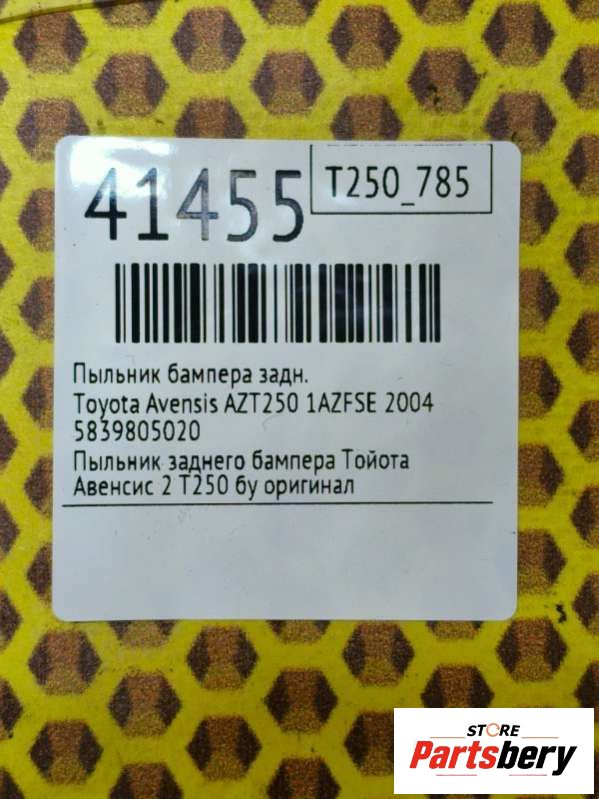 41455
T250_785
Пыльник бампера задн.
Toyota Avensis AZT250 1AZFSE 2004
5839805020
Пыльник заднего бампера Тойота
Авенсис 2 Т250 бу оригинал
STORE
Partsbery